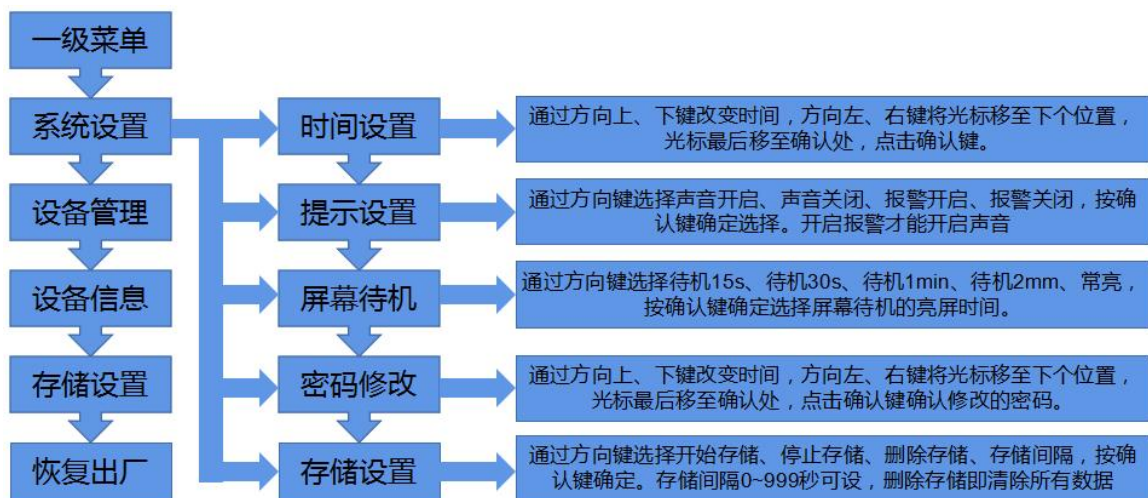 一级菜单
系统设置
时间设置
通过方向上、下键改变时间，方向左、右键将光标移至下个位置，
光标最后移至确认处，点击确认键。
设备管理
提示设置
通过方向键选择声音开启、声音关闭、报警开启、报警关闭，按确
认键确定选择。开启报警才能开启声音
设备信息
屏幕待机
通过方向键选择待机15s、待机30s、待机1min、待机2mm、常亮，
按确认键确定选择屏幕待机的亮屏时间。
存储设置
密码修改
通过方向上、下键改变时间，方向左、右键将光标移至下个位置，
光标最后移至确认处，点击确认键确认修改的密码。
恢复出厂
存储设置
通过方向键选择开始存储、停止存储、删除存储、存储间隔，按确
认键确定。存储间隔0~999秒可设，删除存储即清除所有数据